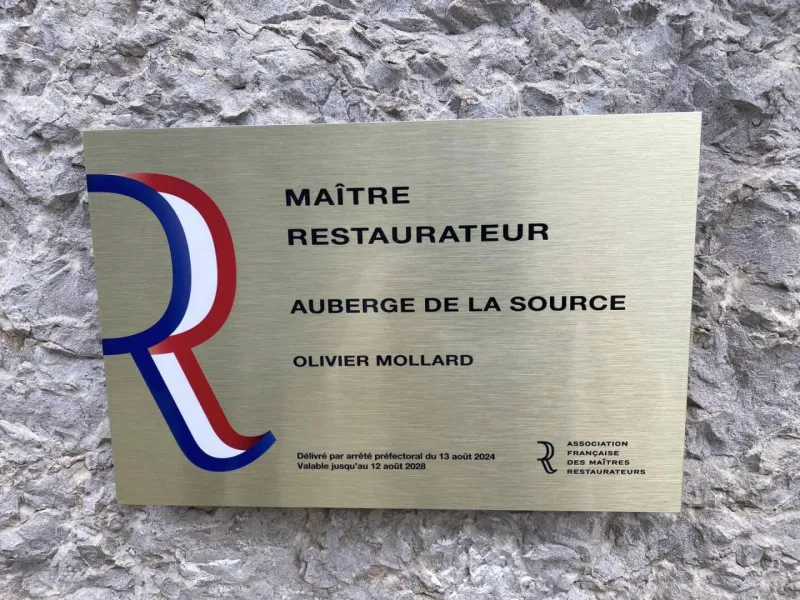 MAÎTRE
RESTAURATEUR
AUBERGE DE LA SOURCE
OLIVIER MOLLARD
Délivré par arrêté préfectoral du 13 août 2024
Valable jusqu'au 12 août 2028
ASSOCIATION
FRANÇAISE
DES MAÎTRES
RESTAURATEURS